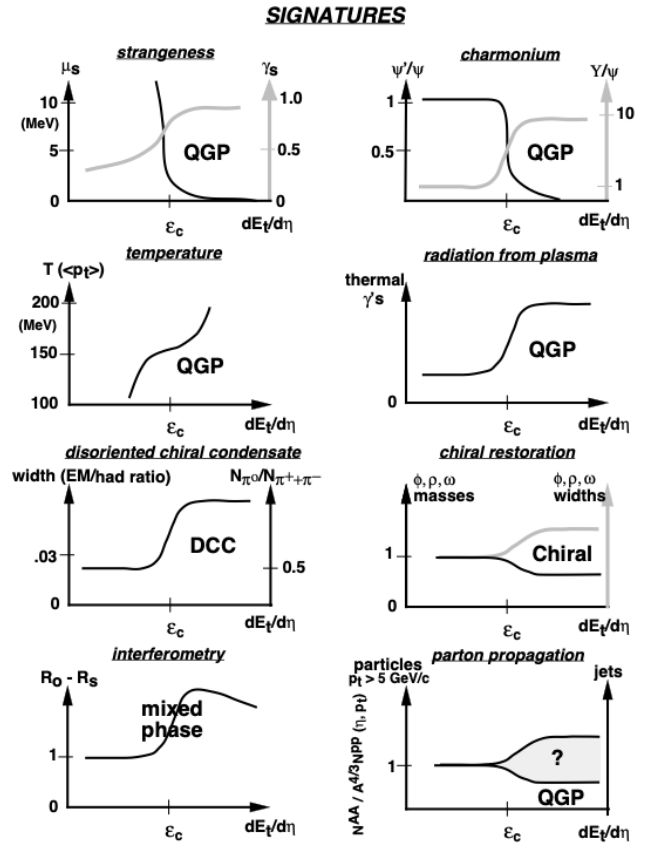 SIGNATURES
strangeness
μs γs
10 1.0
(MeV)
5 QGP 0.5
0 0
εc dEt/dη
charmonium
ψ'/ψ Υ/ψ
1 10
0.5 QGP
1
εc dEt/dη
temperature
T (<pt>)
200
(MeV)
150
QGP
100
εc dEt/dη
radiation from plasma
thermal
γ's
QGP
0
εc dEt/dη
disoriented chiral condensate
width (EM/had ratio) Nπ0/Nπ++π−
DCC
.03 0.5
0
εc dEt/dη
chiral restoration
ϕ, ρ, ω ϕ, ρ, ω
masses widths
1 Chiral
0
εc dEt/dη
interferometry
Ro - Rs
mixed
phase
1
0
εc dEt/dη
parton propagation
particles
pt > 5 GeV/c jets
NAA / A4/3NPP (η, pt)
1 ?
QGP
εc dEt/dη